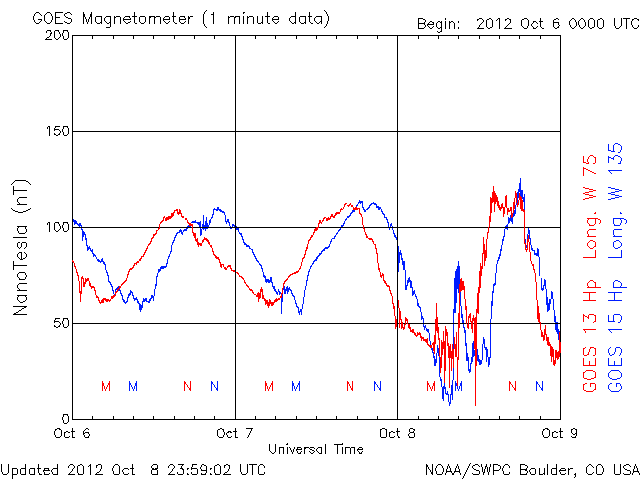 GOES Magnetometer (1 minute data)
Begin: 2012 Oct 6 0000 UTC
200
150
100
50
0
NanoTesla (nT)
M M N N M M N N M M N N
Oct 6 Oct 7 Oct 8 Oct 9
Universal Time
GOES 13 Hp Long. W 75
GOES 15 Hp Long. W 135
Updated 2012 Oct 8 23:59:02 UTC
NOAA/SWPC Boulder, CO USA